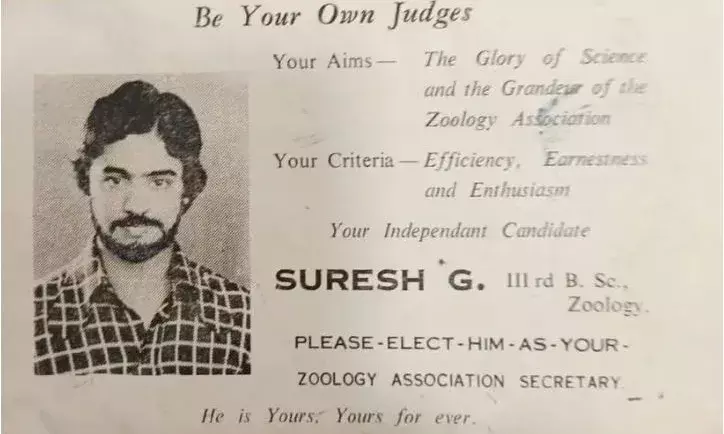 Be Your Own Judges
Your Aims — The Glory of Science
and the Grandeur of the
Zoology Association
Your Criteria — Efficiency, Earnestness
and Enthusiasm
Your Independant Candidate
SURESH G. III rd B. Sc.,
Zoology.
PLEASE - ELECT - HIM - AS - YOUR -
ZOOLOGY ASSOCIATION SECRETARY.
He is Yours, Yours for ever.